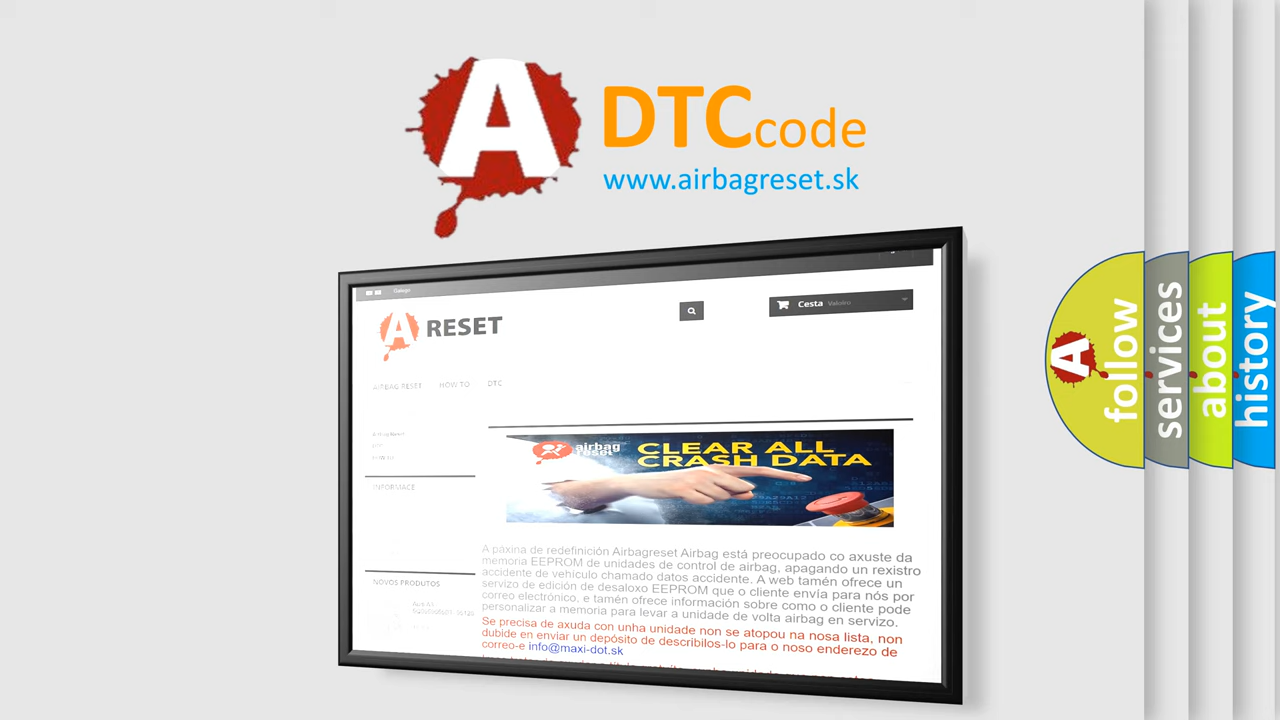 A
DTCcode
www.airbagreset.sk
Galego
A RESET
Cesta Valeiro
AIRBAG RESET HOW TO DTC
INFORMACE
NOVOS PRODUTOS
airbag
reset
CLEAR ALL
CRASH DATA
A páxina de redefinición Airbagreset Airbag está preocupado co axuste da
memoria EEPROM de unidades de control de airbag, apagando un rexistro
accidente de vehículo chamado datos accidente. A web tamén ofrece un
servizo de edición de desaloxo EEPROM que o cliente envía para nós por
correo electrónico, e tamén ofrece información sobre como o cliente pode
personalizar a memoria para levar a unidade de volta airbag en servizo.
Se precisa de axuda con unha unidade non se atopou na nosa lista, non
dubide en enviar un depósito de describilos-lo para o noso enderezo de
correo-e info@maxi-dot.sk
A
follow
services
about
history